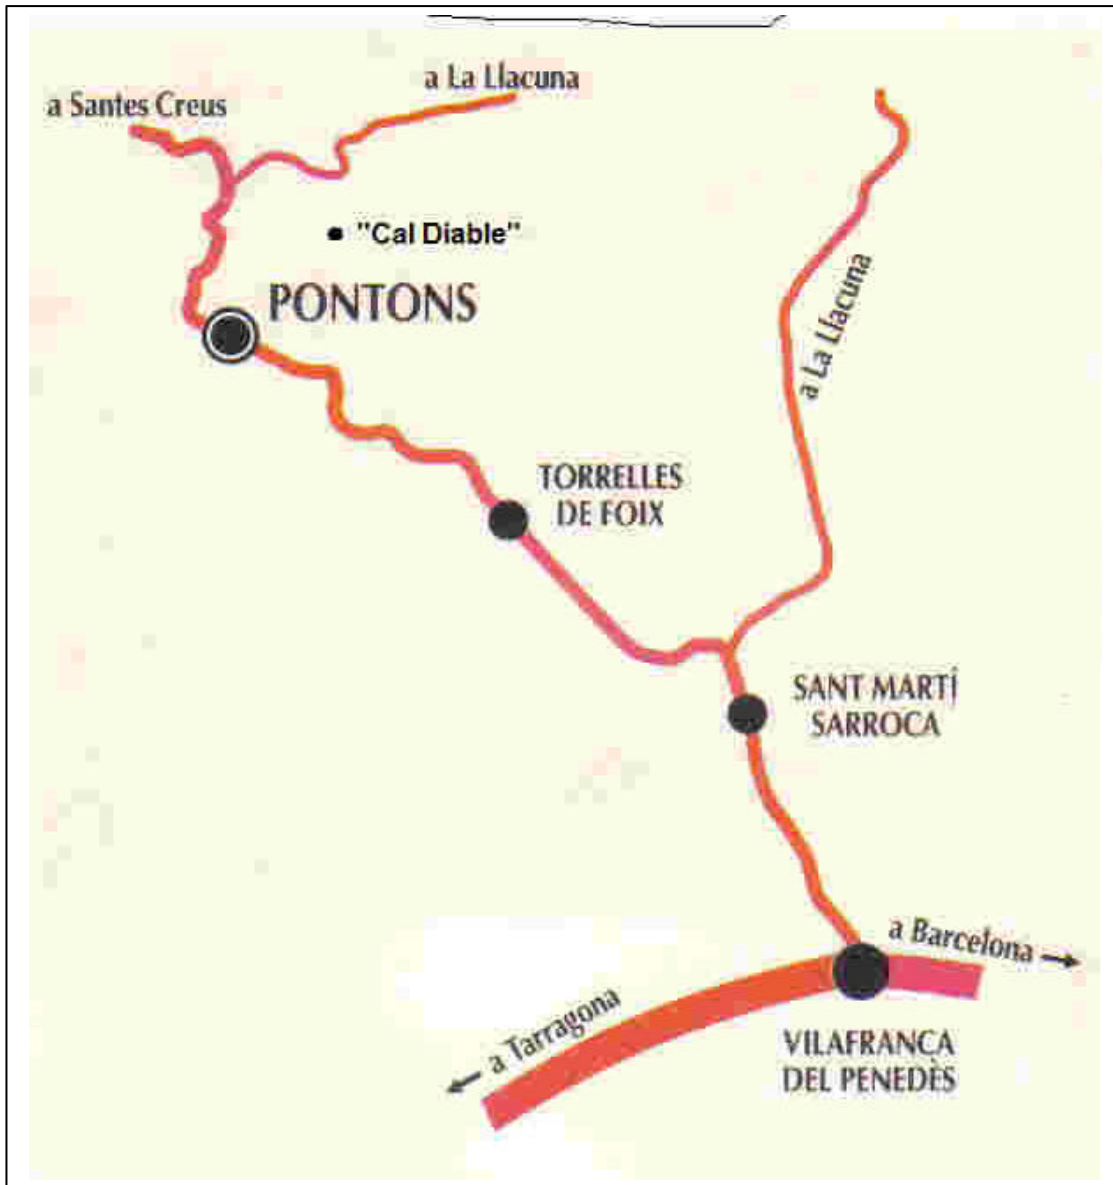 a La Llacuna
a Santes Creus
"Cal Diable"
PONTONS
a La Llacuna
TORRELLES
DE FOIX
SANT MARTÍ
SARROCA
a Barcelona
a Tarragona
VILAFRANCA
DEL PENEDÈS